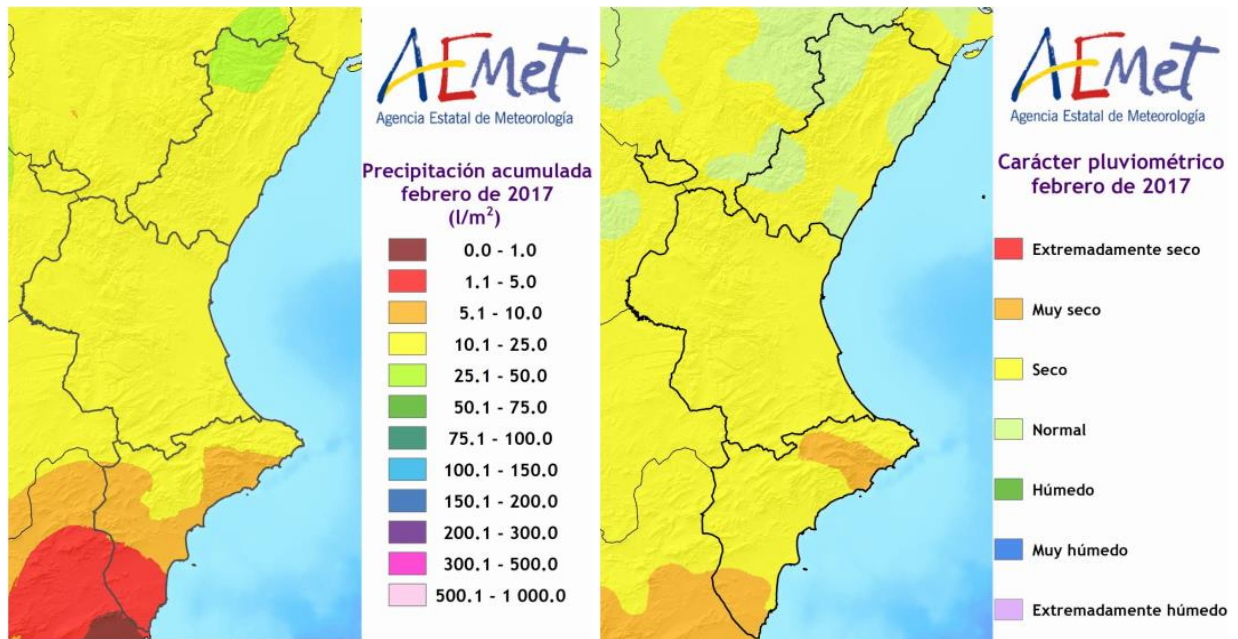 AEMet
Agencia Estatal de Meteorología
Precipitación acumulada
febrero de 2017
(l/m²)
0.0 - 1.0
1.1 - 5.0
5.1 - 10.0
10.1 - 25.0
25.1 - 50.0
50.1 - 75.0
75.1 - 100.0
100.1 - 150.0
150.1 - 200.0
200.1 - 300.0
300.1 - 500.0
500.1 - 1 000.0
AEMet
Agencia Estatal de Meteorología
Carácter pluviométrico
febrero de 2017
Extremadamente seco
Muy seco
Seco
Normal
Húmedo
Muy húmedo
Extremadamente húmedo